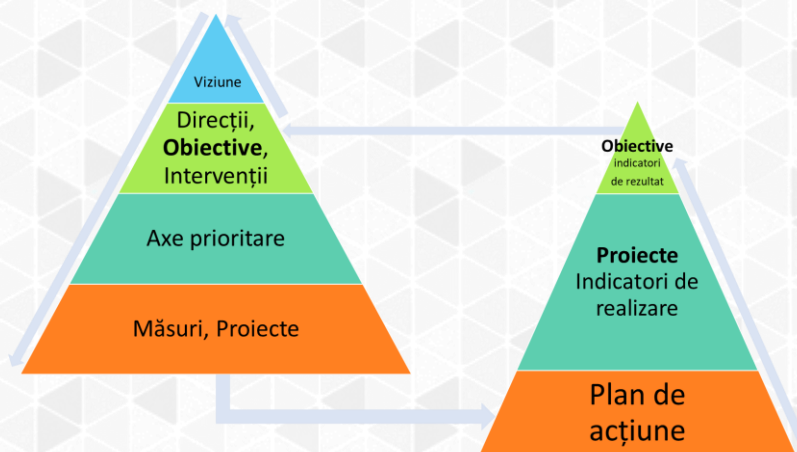 Viziune
Direcții,
Obiective,
Intervenții
Axe prioritare
Măsuri, Proiecte
Obiective
indicatori
de rezultat
Proiecte
Indicatori de
realizare
Plan de
acțiune